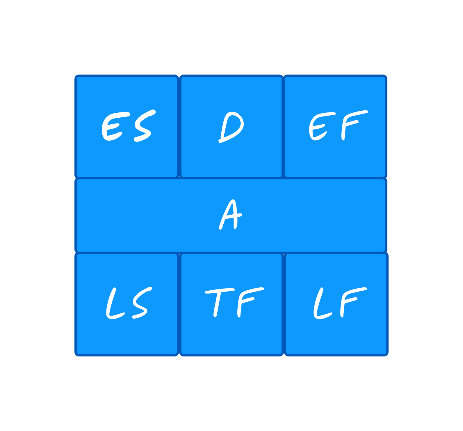 ES D EF
A
LS TF LF